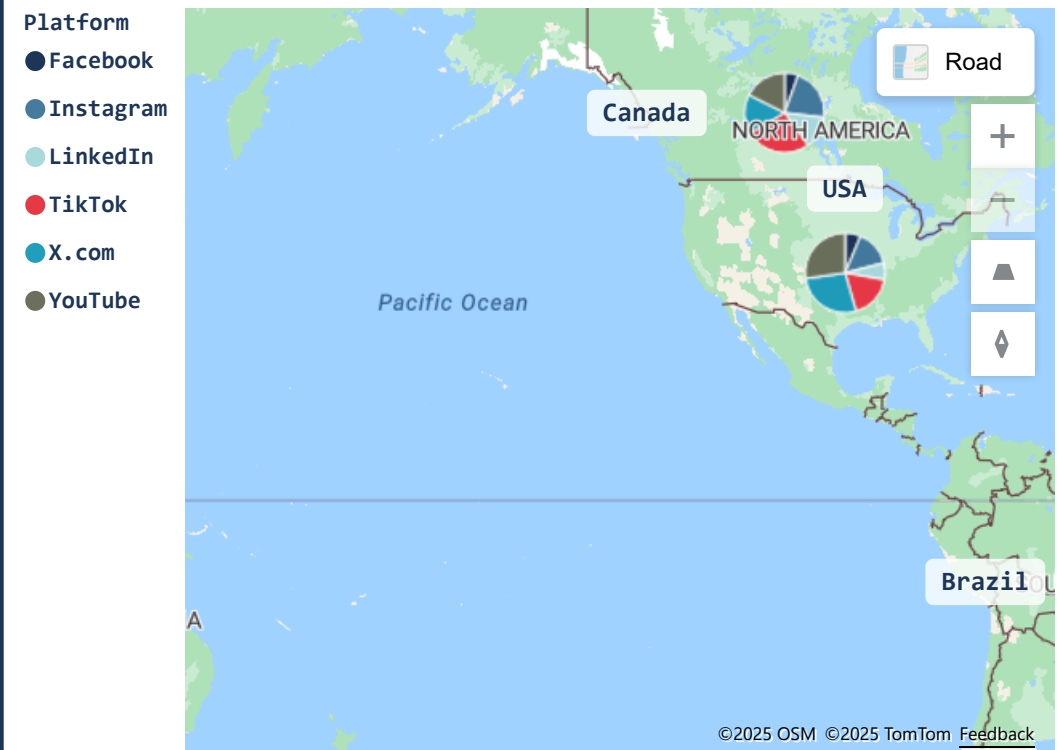 Platform
Facebook
Instagram
LinkedIn
TikTok
X.com
YouTube
Road
Canada
NORTH AMERICA
USA
Pacific Ocean
Brazil
OU
A
©2025 OSM ©2025 TomTom Feedback